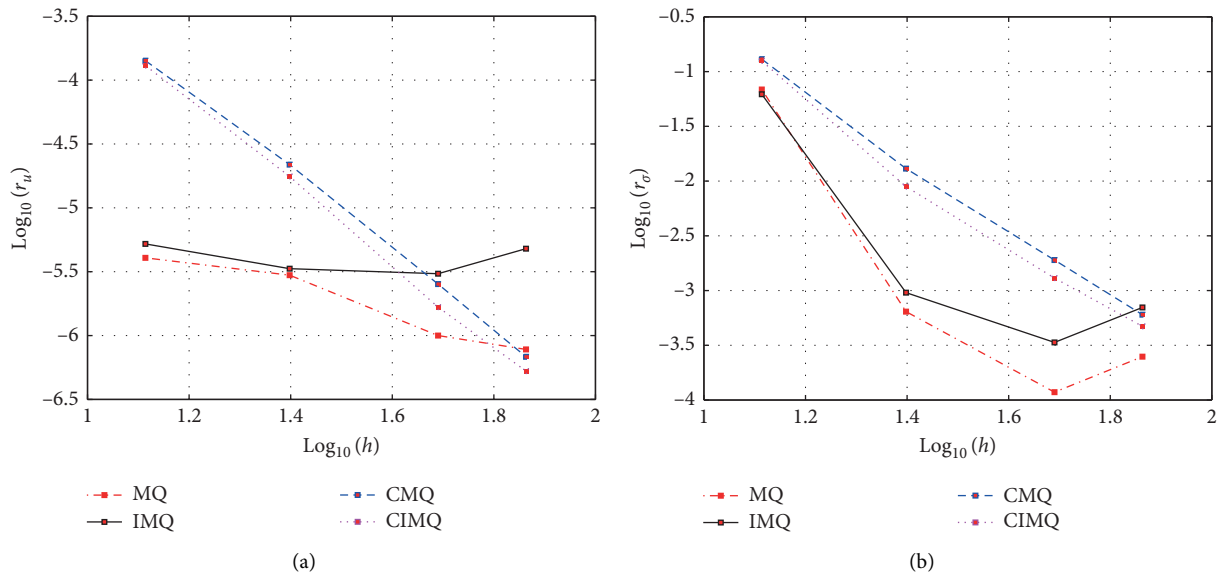 −3.5
−4
−4.5
−5
−5.5
−6
−6.5
Log₁₀ (rᵤ)
1
1.2
1.4
1.6
1.8
2
Log₁₀ (h)
MQ
IMQ
CMQ
CIMQ
(a)
−0.5
−1
−1.5
−2
−2.5
−3
−3.5
−4
Log₁₀ (r_σ)
1
1.2
1.4
1.6
1.8
2
Log₁₀ (h)
MQ
IMQ
CMQ
CIMQ
(b)